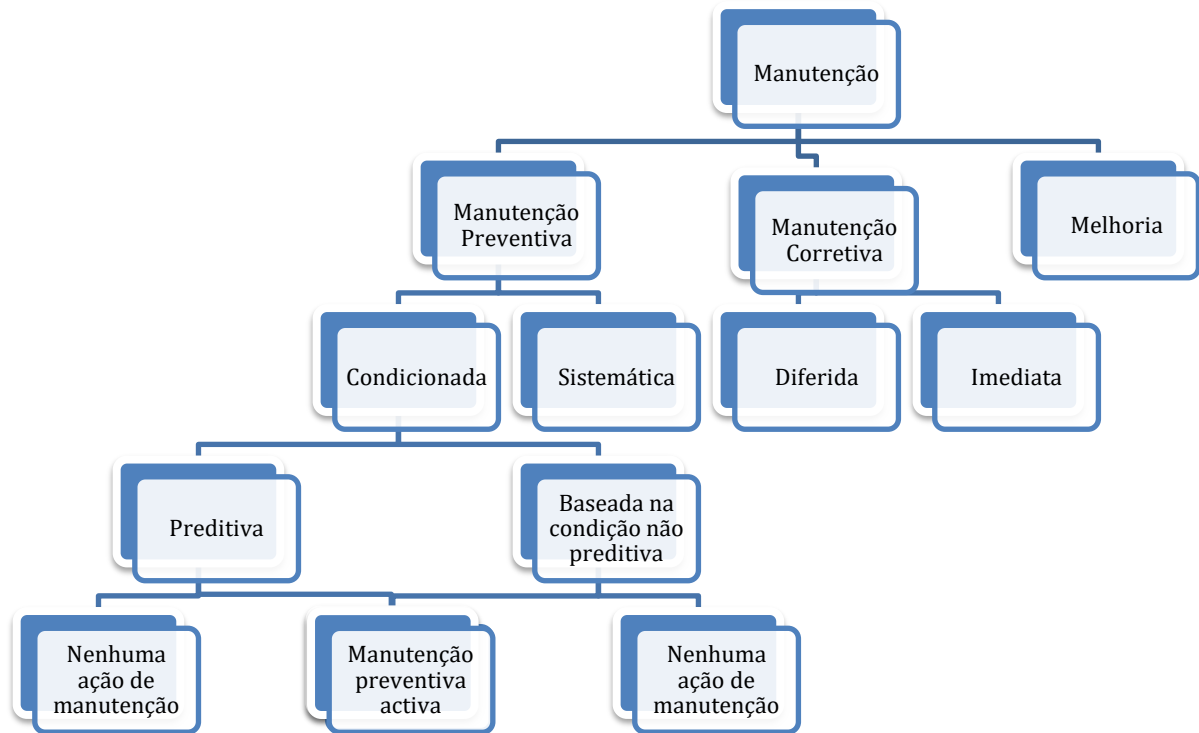 Manutenção
Manutenção
Preventiva
Manutenção
Corretiva
Melhoria
Condicionada
Sistemática
Diferida
Imediata
Preditiva
Baseada na
condição não
preditiva
Nenhuma
ação de
manutenção
Manutenção
preventiva
activa
Nenhuma
ação de
manutenção